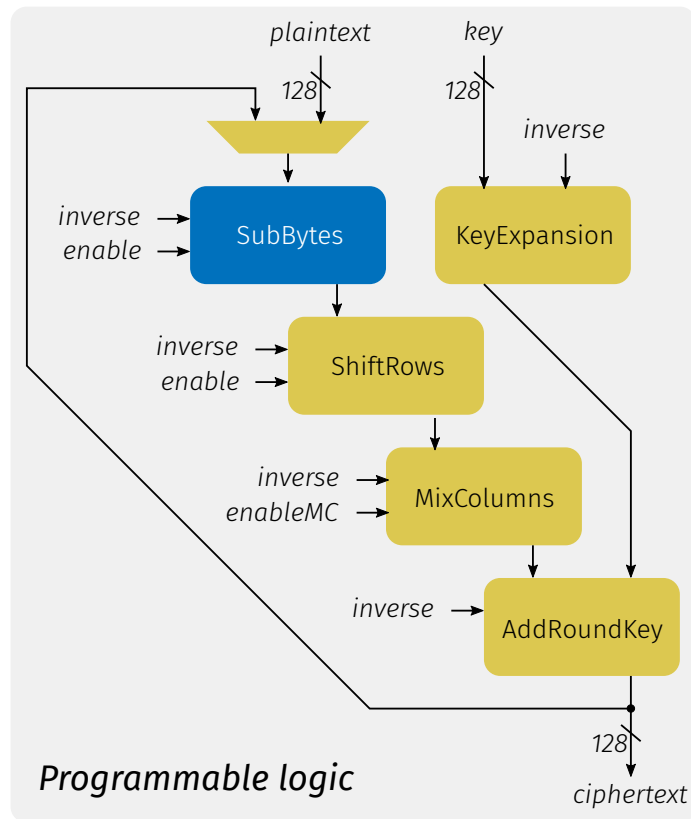 plaintext
key
128
128
inverse
inverse
enable
SubBytes
KeyExpansion
inverse
enable
ShiftRows
inverse
enableMC
MixColumns
inverse
AddRoundKey
128
Programmable logic
ciphertext